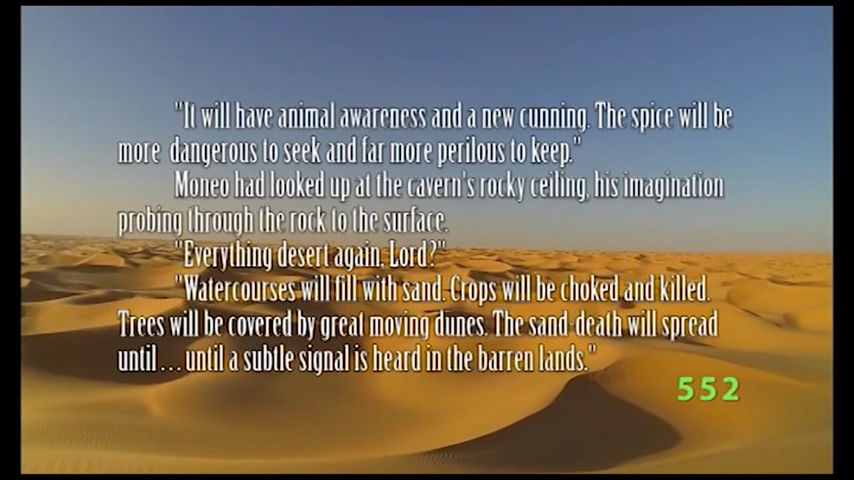 "It will have animal awareness and a new cunning. The spice will be
more dangerous to seek and far more perilous to keep."
Moneo had looked up at the cavern's rocky ceiling, his imagination
probing through the rock to the surface.
"Everything desert again, Lord?"
"Watercourses will fill with sand. Crops will be choked and killed.
Trees will be covered by great moving dunes. The sand-death will spread
until ... until a subtle signal is heard in the barren lands."
552